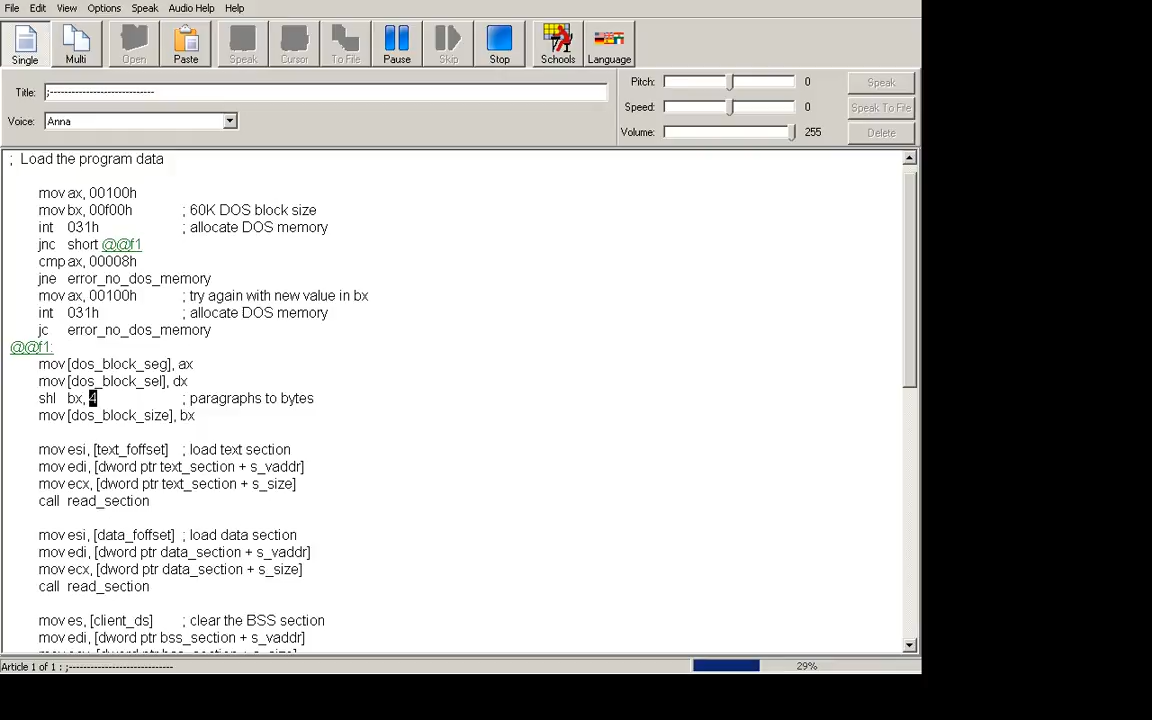 File Edit View Options Speak Audio Help Help
Single Multi Open Paste Speak Cursor To File Pause Skip Stop Schools Language
Title: ;----------------------------
Voice: Anna
Pitch: 0 Speak
Speed: 0 Speak To File
Volume: 255 Delete
; Load the program data
mov ax, 00100h
mov bx, 00f00h ; 60K DOS block size
int 031h ; allocate DOS memory
jnc short @@f1
cmp ax, 00008h
jne error_no_dos_memory
mov ax, 00100h ; try again with new value in bx
int 031h ; allocate DOS memory
jc error_no_dos_memory
@@f1:
mov [dos_block_seg], ax
mov [dos_block_sel], dx
shl bx, 4 ; paragraphs to bytes
mov [dos_block_size], bx
mov esi, [text_foffset] ; load text section
mov edi, [dword ptr text_section + s_vaddr]
mov ecx, [dword ptr text_section + s_size]
call read_section
mov esi, [data_foffset] ; load data section
mov edi, [dword ptr data_section + s_vaddr]
mov ecx, [dword ptr data_section + s_size]
call read_section
mov es, [client_ds] ; clear the BSS section
mov edi, [dword ptr bss_section + s_vaddr]
Article 1 of 1 : ;---------------------------- 29%